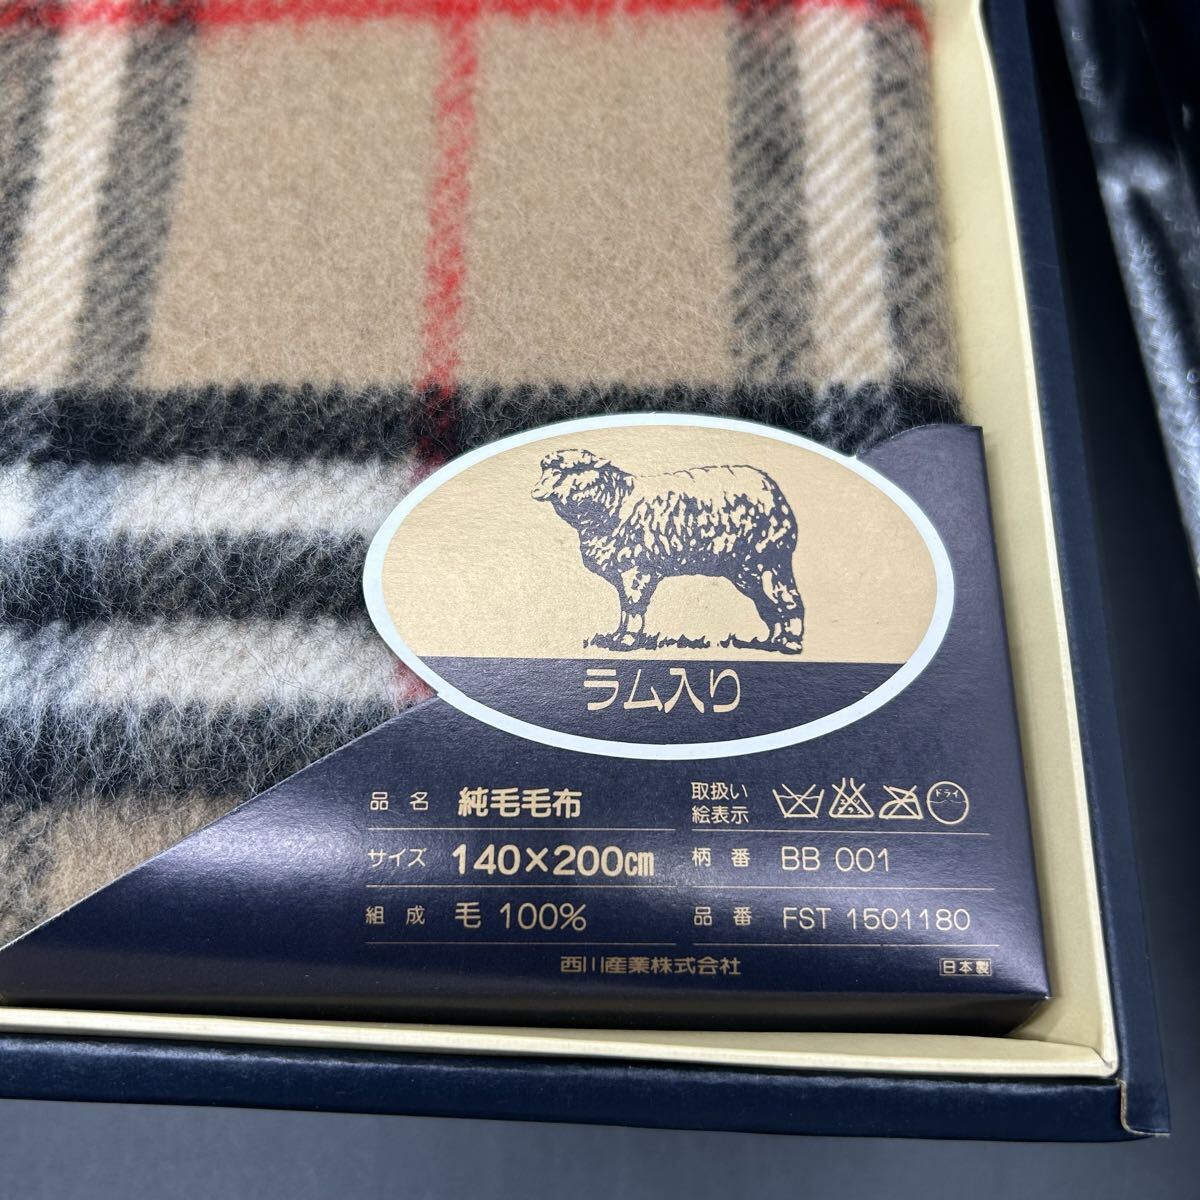 ラム入り
品名 純毛毛布
サイズ 140×200cm
組成 毛 100%
取扱い
絵表示
ドライ
柄番 BB 001
品番 FST 1501180
西川産業株式会社
日本製